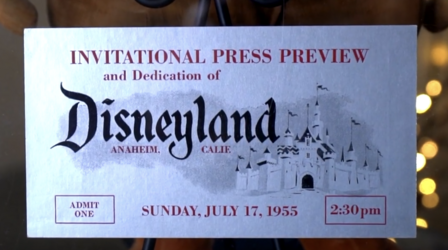 INVITATIONAL PRESS PREVIEW
and Dedication of
Disneyland
ANAHEIM, CALIF.
ADMIT
ONE
SUNDAY, JULY 17, 1955
2:30pm